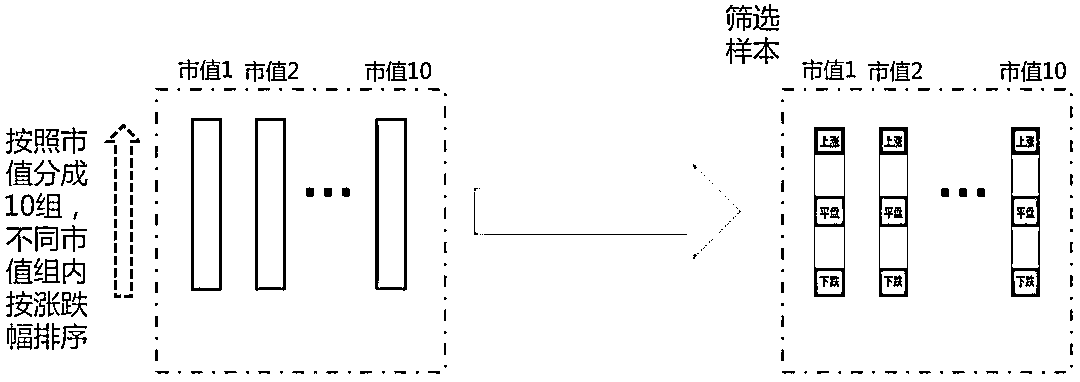 筛选
样本
市值1 市值2 市值10
市值1 市值2 市值10
按照市
值分成
10组，
不同市
值组内
按涨跌
幅排序
上涨 上涨 上涨
平盘 平盘 平盘
下跌 下跌 下跌